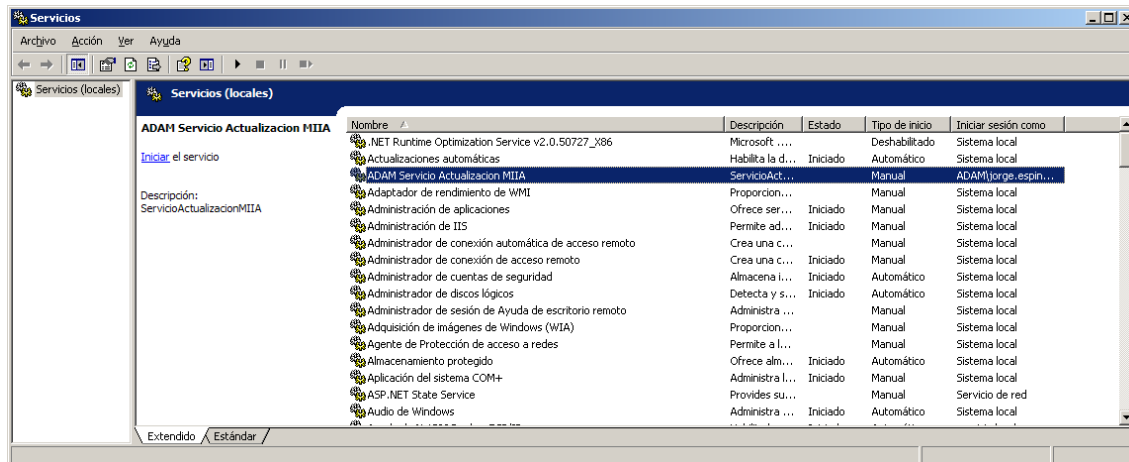 Servicios
Archivo Acción Ver Ayuda
Servicios (locales)
Servicios (locales)
ADAM Servicio Actualizacion MIIA
Iniciar el servicio
Descripción:
ServicioActualizacionMIIA
Nombre Descripción Estado Tipo de inicio Iniciar sesión como
.NET Runtime Optimization Service v2.0.50727_X86 Microsoft .... Deshabilitado Sistema local
Actualizaciones automáticas Habilita la d... Iniciado Automático Sistema local
ADAM Servicio Actualizacion MIIA ServicioAct... Manual ADAM\jorge.espin...
Adaptador de rendimiento de WMI Proporcion... Manual Sistema local
Administración de aplicaciones Ofrece ser... Iniciado Manual Sistema local
Administración de IIS Permite ad... Iniciado Manual Sistema local
Administrador de conexión automática de acceso remoto Crea una c... Manual Sistema local
Administrador de conexión de acceso remoto Crea una c... Iniciado Manual Sistema local
Administrador de cuentas de seguridad Almacena i... Iniciado Automático Sistema local
Administrador de discos lógicos Detecta y s... Iniciado Automático Sistema local
Administrador de sesión de Ayuda de escritorio remoto Administra ... Manual Sistema local
Adquisición de imágenes de Windows (WIA) Proporcion... Manual Sistema local
Agente de Protección de acceso a redes Permite a l... Manual Sistema local
Almacenamiento protegido Ofrece alm... Iniciado Automático Sistema local
Aplicación del sistema COM+ Administra l... Iniciado Manual Sistema local
ASP.NET State Service Provides su... Manual Servicio de red
Audio de Windows Administra ... Iniciado Automático Sistema local
Extendido Estándar